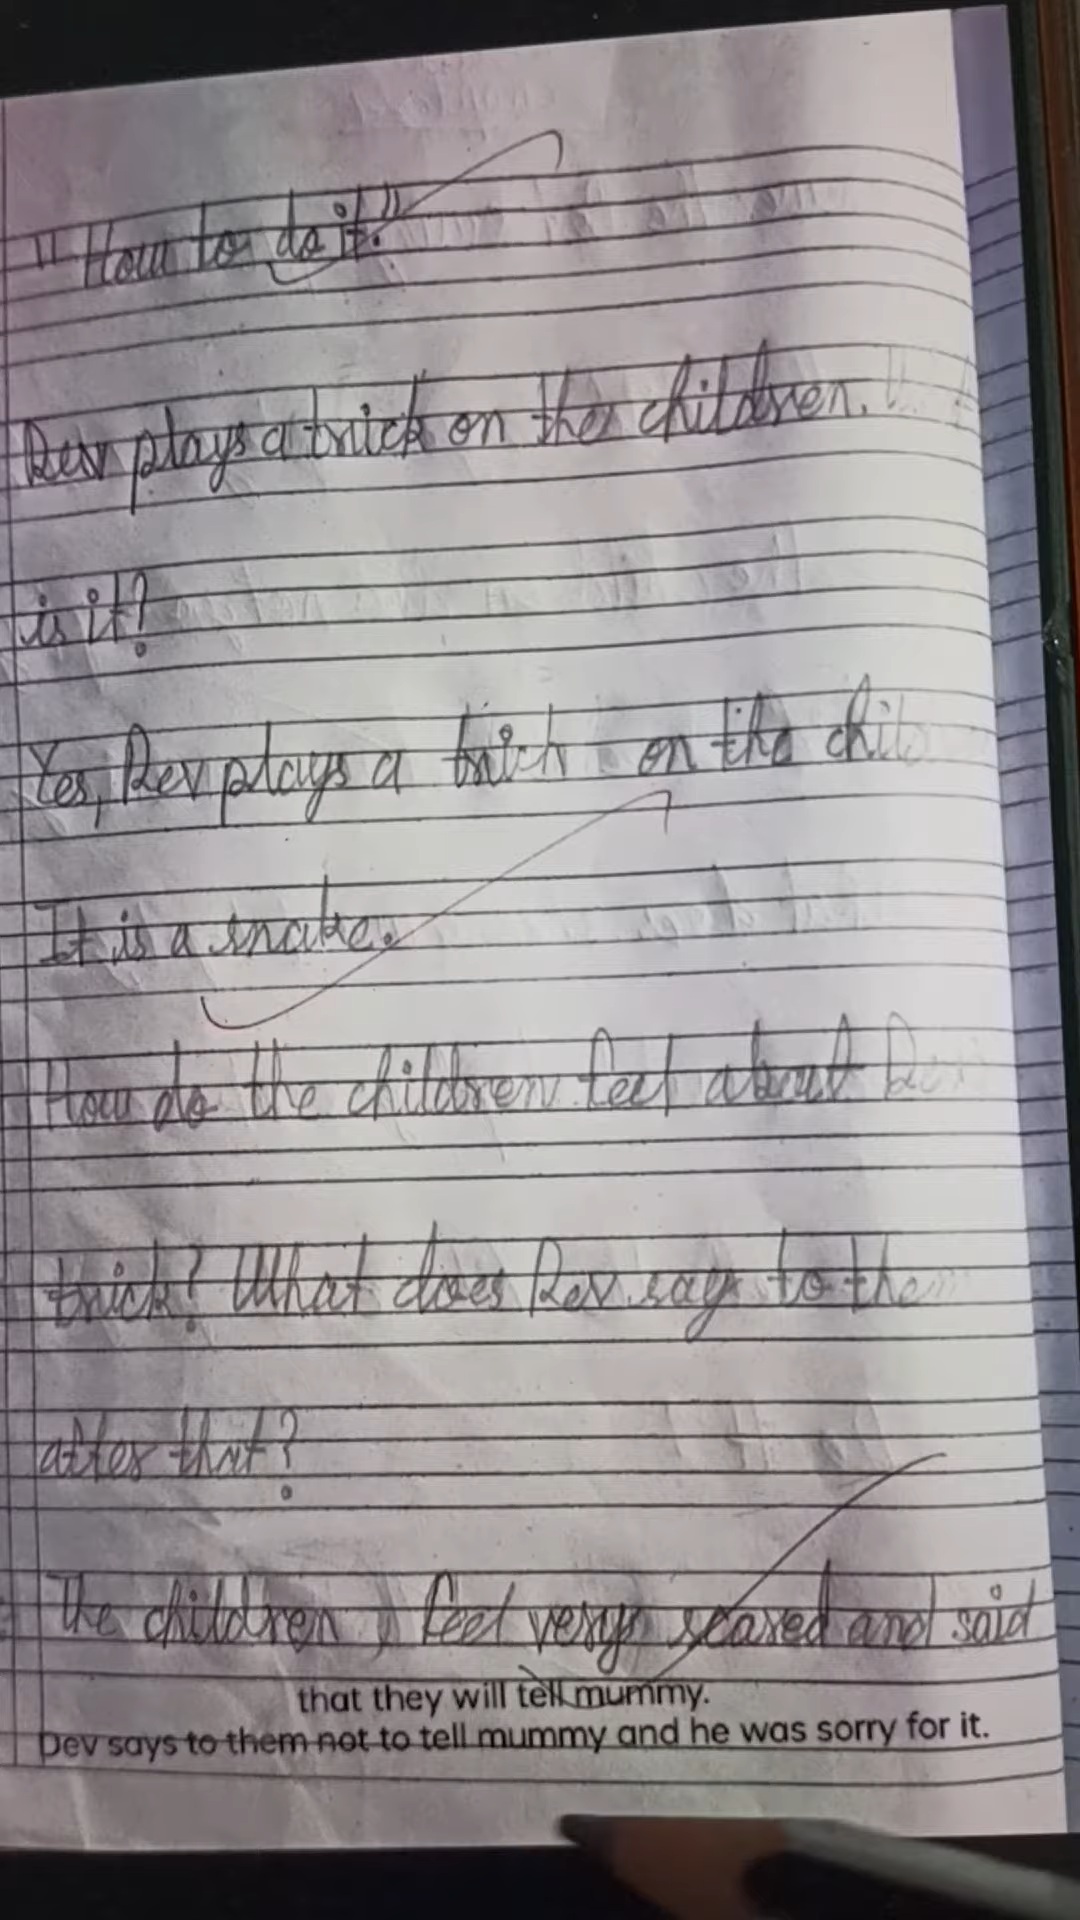 "How to do it."
Dev plays a trick on the children.
is it?
Yes, Dev plays a trick on the chil
It is a snake.
How do the children feel about De
trick? What does Dev say to the
after that?
The children, feel very scared and said
that they will tell mummy.
Dev says to them not to tell mummy and he was sorry for it.